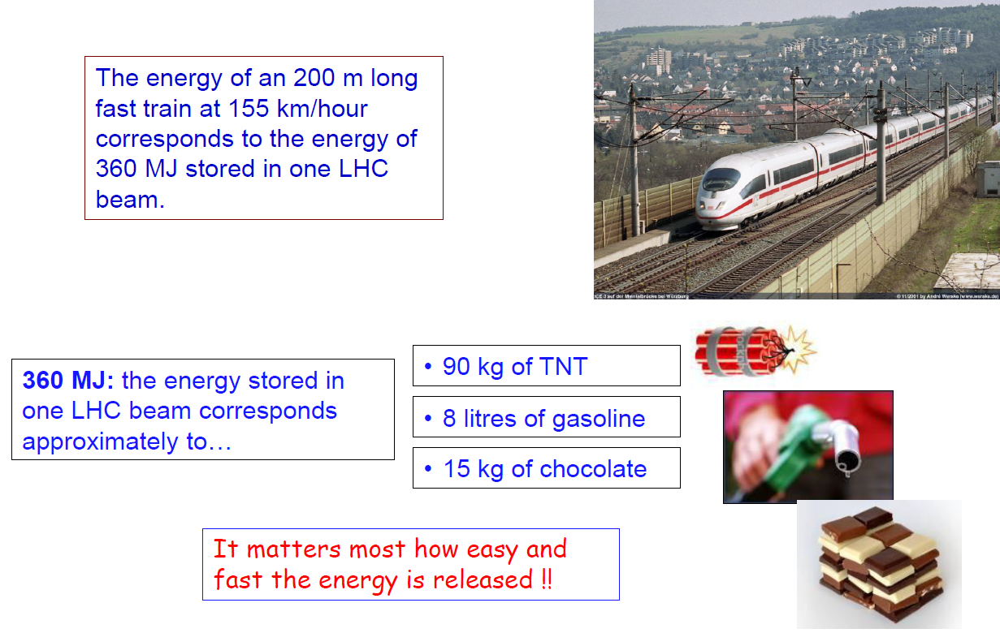 The energy of an 200 m long
fast train at 155 km/hour
corresponds to the energy of
360 MJ stored in one LHC
beam.
ICE 3 auf der Maintalbrücke bei Würzburg
© 11/2001 by André Werske (www.werske.de)
360 MJ: the energy stored in
one LHC beam corresponds
approximately to…
• 90 kg of TNT
• 8 litres of gasoline
• 15 kg of chocolate
It matters most how easy and
fast the energy is released !!